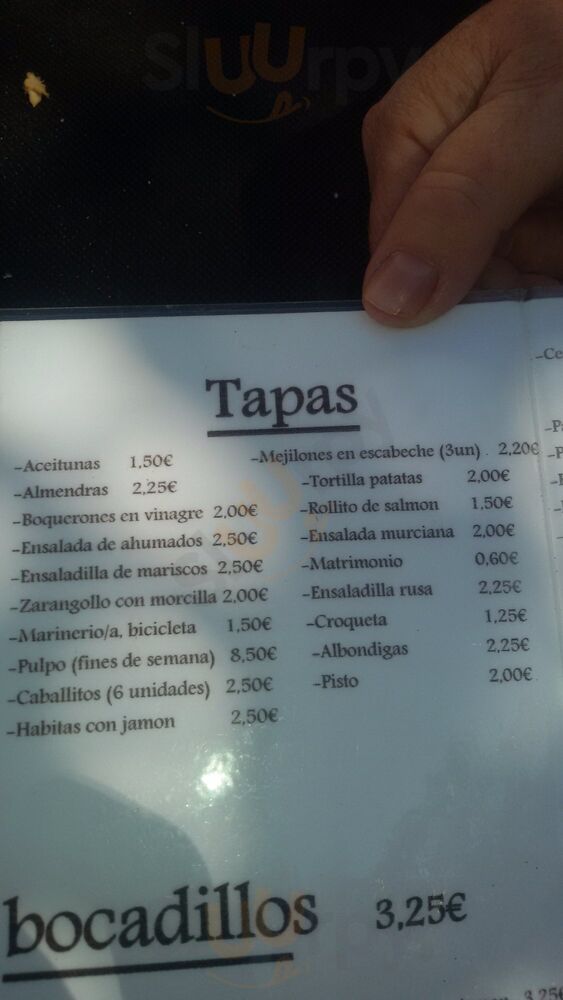 Sluurpy
Tapas
-Aceitunas 1,50€
-Almendras 2,25€
-Boquerones en vinagre 2,00€
-Ensalada de ahumados 2,50€
-Ensaladilla de mariscos 2,50€
-Zarangollo con morcilla 2,00€
-Marinerio/a, bicicleta 1,50€
-Pulpo (fines de semana) 8,50€
-Caballitos (6 unidades) 2,50€
-Habitas con jamon 2,50€
-Mejilones en escabeche (3un) . 2,20€
-Tortilla patatas 2,00€
-Rollito de salmon 1,50€
-Ensalada murciana 2,00€
-Matrimonio 0,60€
-Ensaladilla rusa 2,25€
-Croqueta 1,25€
-Albondigas 2,25€
-Pisto 2,00€
bocadillos 3,25€